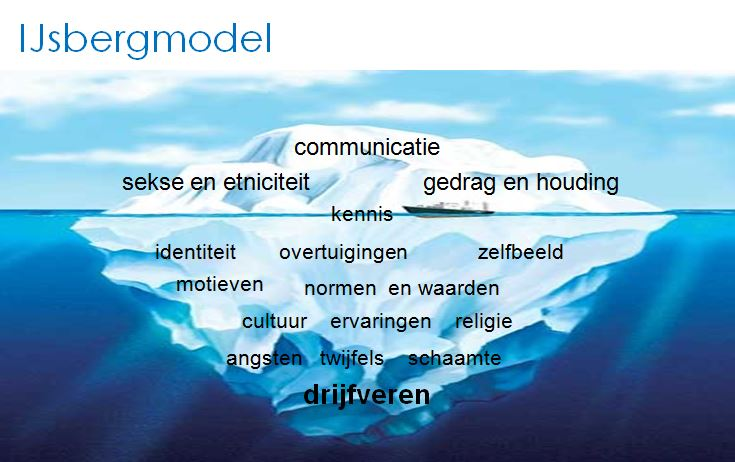 IJsbergmodel
communicatie
sekse en etniciteit gedrag en houding
kennis
identiteit overtuigingen zelfbeeld
motieven normen en waarden
cultuur ervaringen religie
angsten twijfels schaamte
drijfveren